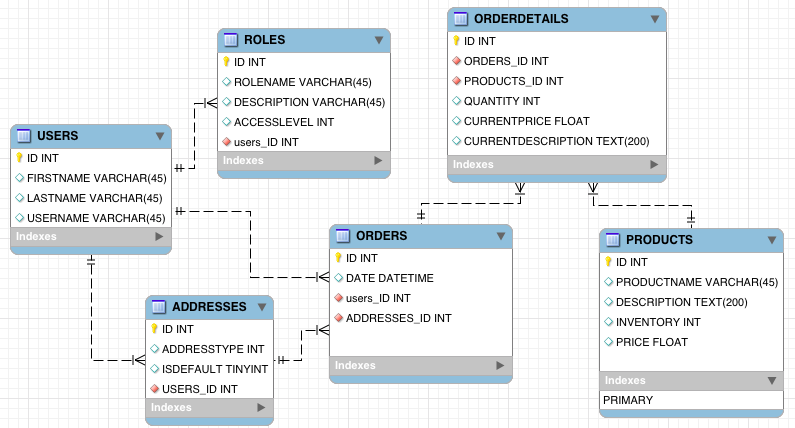 ROLES
ID INT
ROLENAME VARCHAR(45)
DESCRIPTION VARCHAR(45)
ACCESSLEVEL INT
users_ID INT
Indexes
ORDERDETAILS
ID INT
ORDERS_ID INT
PRODUCTS_ID INT
QUANTITY INT
CURRENTPRICE FLOAT
CURRENTDESCRIPTION TEXT(200)
Indexes
USERS
ID INT
FIRSTNAME VARCHAR(45)
LASTNAME VARCHAR(45)
USERNAME VARCHAR(45)
Indexes
ORDERS
ID INT
DATE DATETIME
users_ID INT
ADDRESSES_ID INT
Indexes
PRODUCTS
ID INT
PRODUCTNAME VARCHAR(45)
DESCRIPTION TEXT(200)
INVENTORY INT
PRICE FLOAT
Indexes
PRIMARY
ADDRESSES
ID INT
ADDRESSTYPE INT
ISDEFAULT TINYINT
USERS_ID INT
Indexes